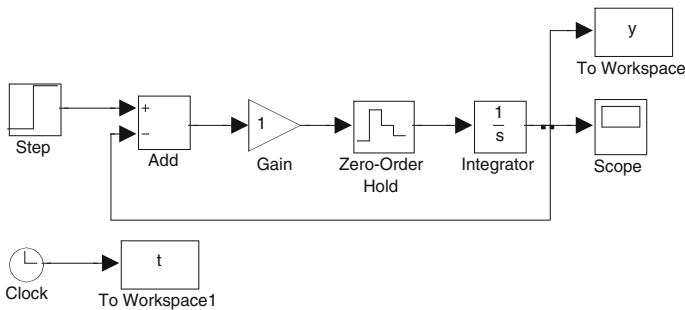 y
To Workspace
Step
+
−
Add
1
Gain
Zero-Order
Hold
1
s
Integrator
Scope
Clock
t
To Workspace1